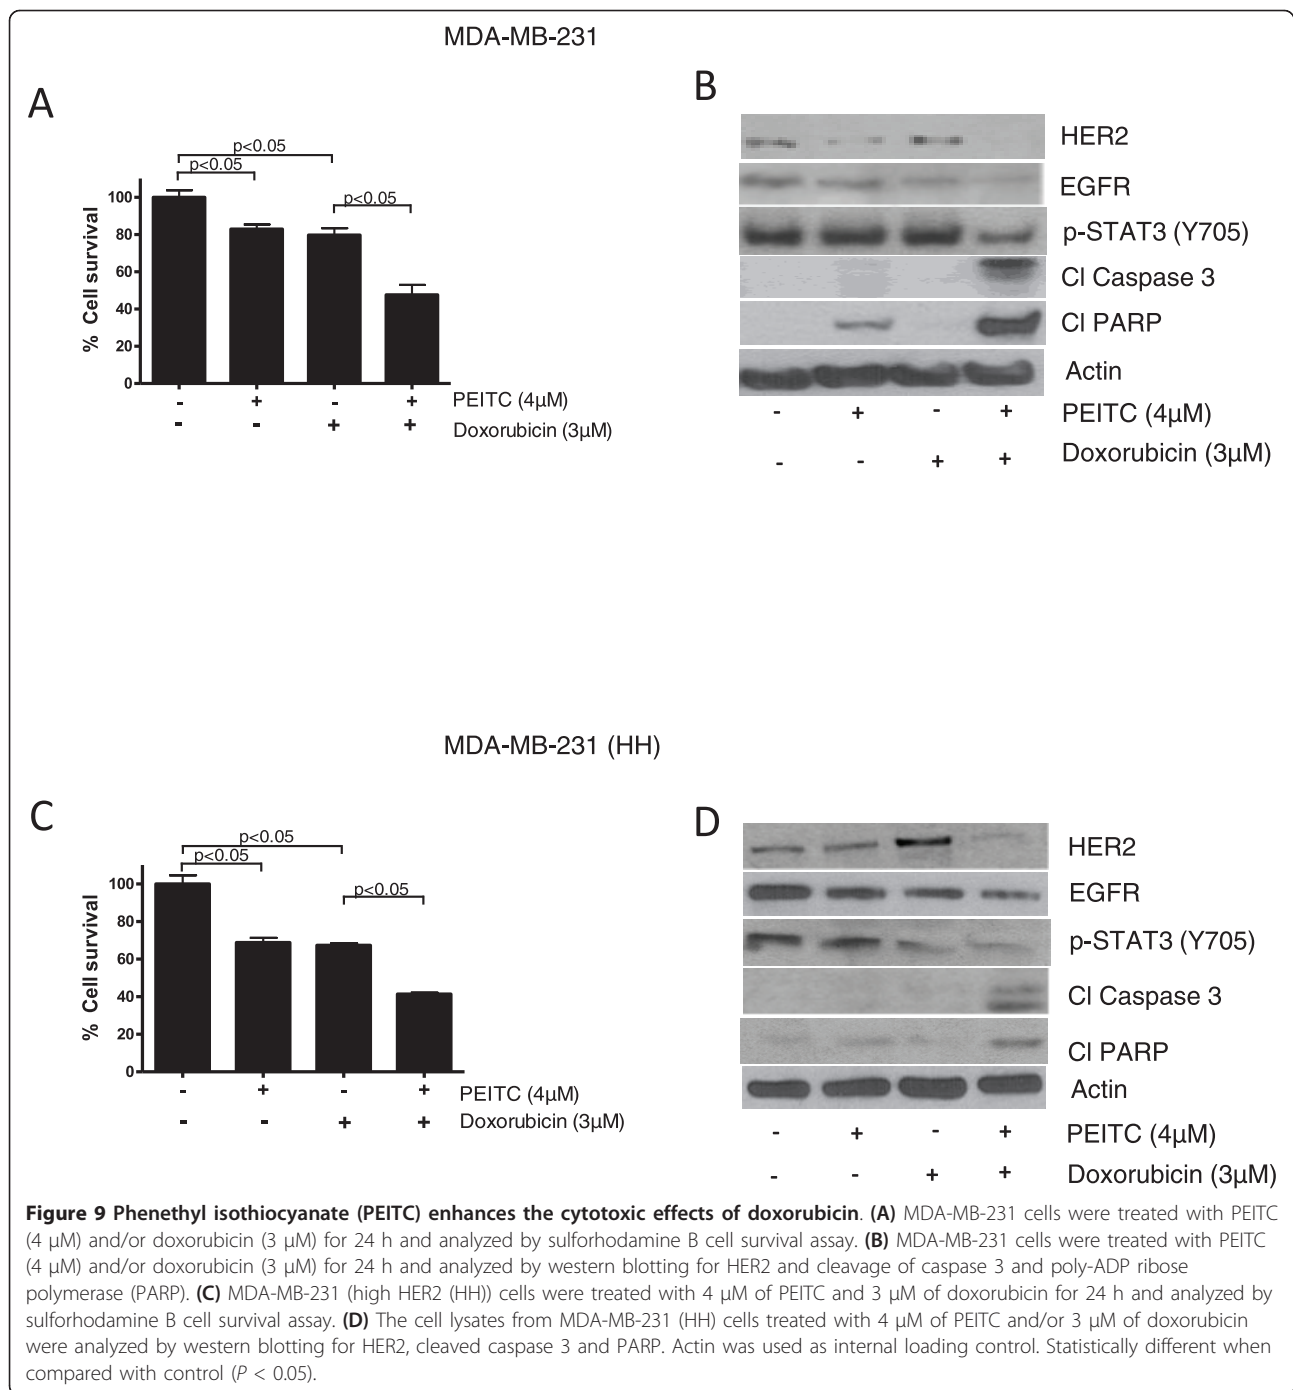 MDA-MB-231
A
p<0.05
p<0.05
p<0.05
% Cell survival
100
80
60
40
20
0
- + - + PEITC (4μM)
- - + + Doxorubicin (3μM)
B
HER2
EGFR
p-STAT3 (Y705)
Cl Caspase 3
Cl PARP
Actin
- + - + PEITC (4μM)
- - + + Doxorubicin (3μM)
MDA-MB-231 (HH)
C
p<0.05
p<0.05
p<0.05
% Cell survival
100
80
60
40
20
0
- + - + PEITC (4μM)
- - + + Doxorubicin (3μM)
D
HER2
EGFR
p-STAT3 (Y705)
Cl Caspase 3
Cl PARP
Actin
- + - + PEITC (4μM)
- - + + Doxorubicin (3μM)
Figure 9 Phenethyl isothiocyanate (PEITC) enhances the cytotoxic effects of doxorubicin. (A) MDA-MB-231 cells were treated with PEITC
(4 μM) and/or doxorubicin (3 μM) for 24 h and analyzed by sulforhodamine B cell survival assay. (B) MDA-MB-231 cells were treated with PEITC
(4 μM) and/or doxorubicin (3 μM) for 24 h and analyzed by western blotting for HER2 and cleavage of caspase 3 and poly-ADP ribose
polymerase (PARP). (C) MDA-MB-231 (high HER2 (HH)) cells were treated with 4 μM of PEITC and 3 μM of doxorubicin for 24 h and analyzed by
sulforhodamine B cell survival assay. (D) The cell lysates from MDA-MB-231 (HH) cells treated with 4 μM of PEITC and/or 3 μM of doxorubicin
were analyzed by western blotting for HER2, cleaved caspase 3 and PARP. Actin was used as internal loading control. Statistically different when
compared with control (P < 0.05).